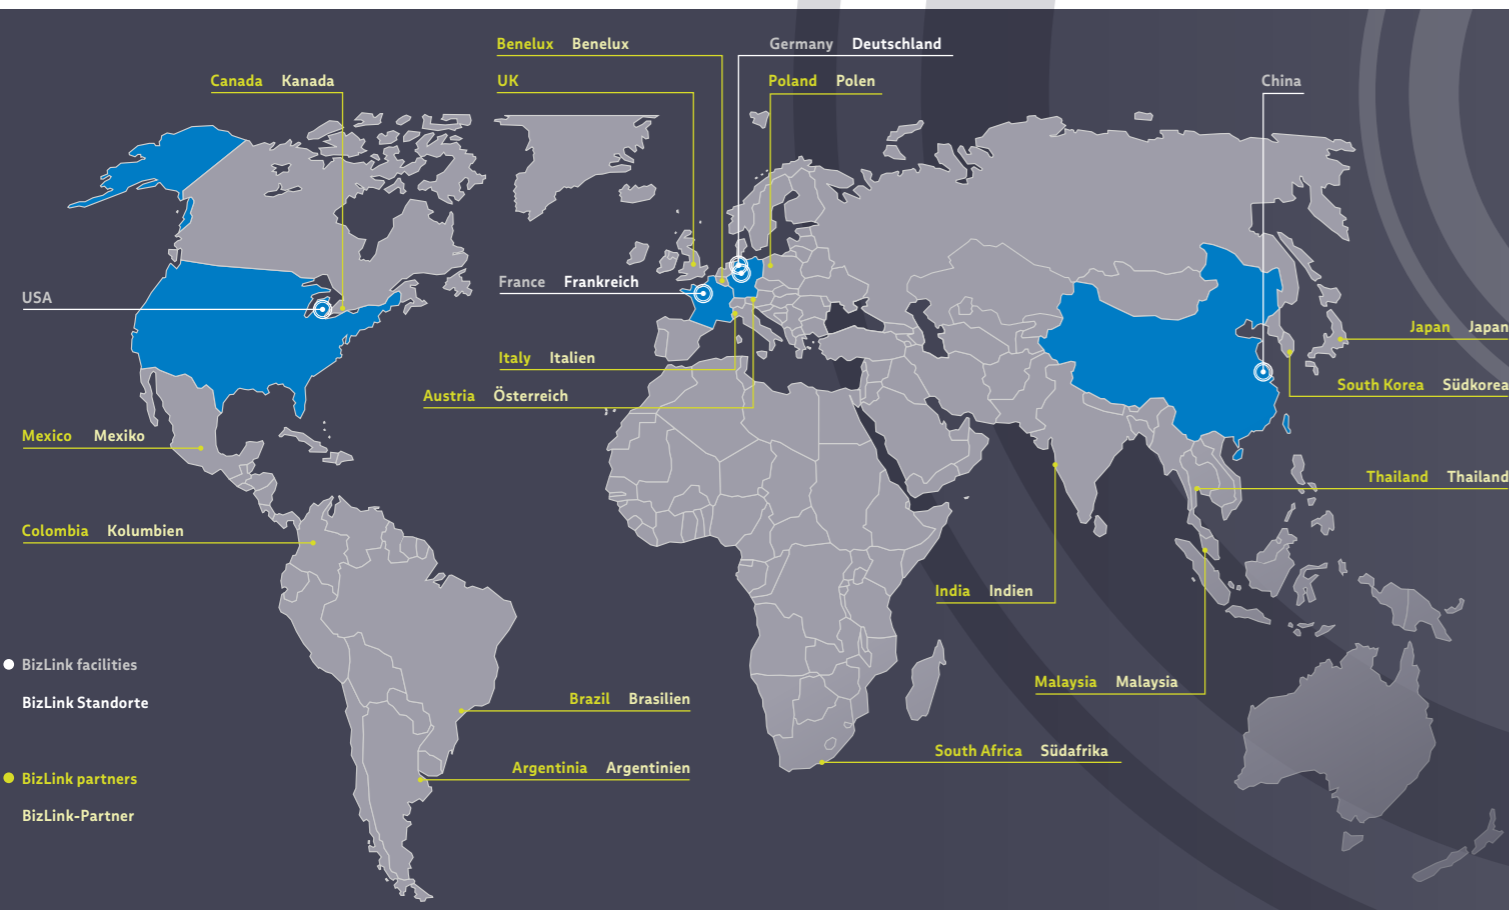 Benelux Benelux
Germany Deutschland
Canada Kanada
UK
Poland Polen
China
France Frankreich
USA
Japan Japan
Italy Italien
South Korea Südkorea
Austria Österreich
Mexico Mexiko
Thailand Thailand
Colombia Kolumbien
India Indien
BizLink facilities
BizLink Standorte
Malaysia Malaysia
Brazil Brasilien
South Africa Südafrika
Argentinia Argentinien
BizLink partners
BizLink-Partner